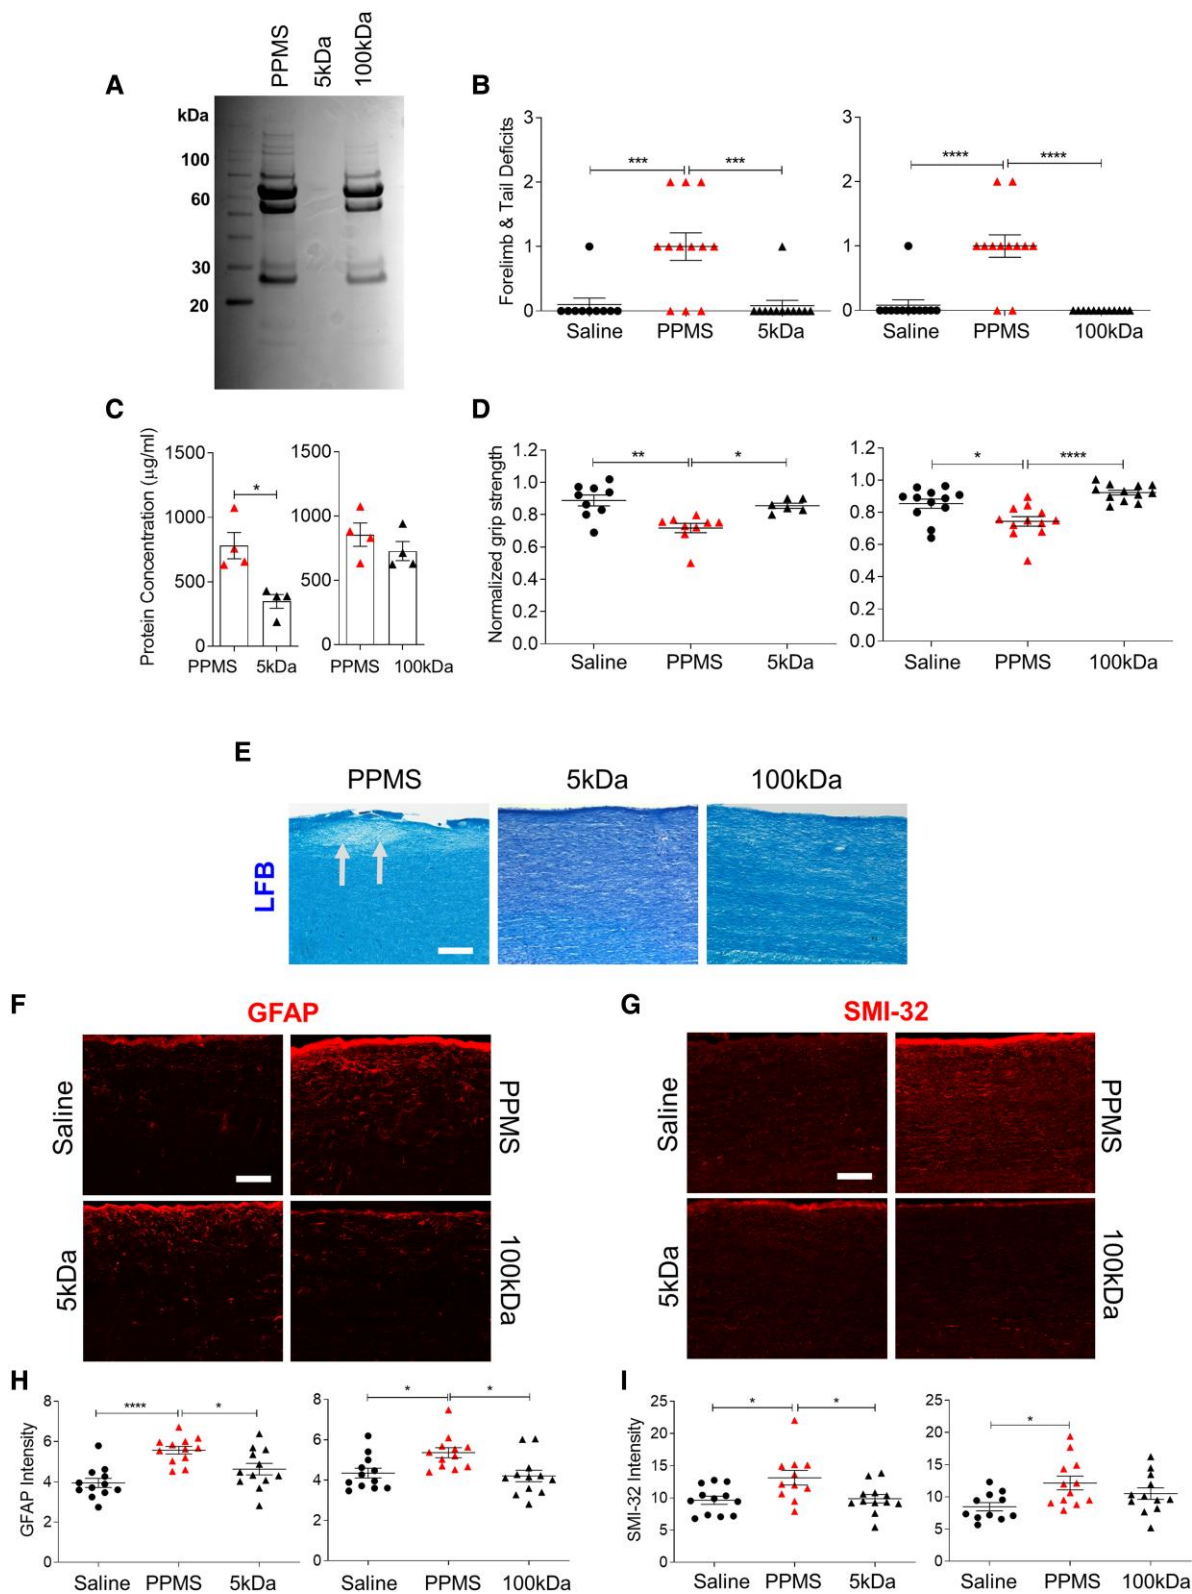 A
PPMS
5kDa
100kDa
kDa
100
60
30
20
B
Forelimb & Tail Deficits
3
2
1
0
***
***
Saline
PPMS
5kDa
3
2
1
0
****
****
Saline
PPMS
100kDa
C
Protein Concentration (µg/ml)
1500
1000
500
0
*
PPMS
5kDa
1500
1000
500
0
PPMS
100kDa
D
Normalized grip strength
1.2
1.0
0.8
0.6
0.4
0.2
0.0
**
*
Saline
PPMS
5kDa
1.2
1.0
0.8
0.6
0.4
0.2
0.0
*
****
Saline
PPMS
100kDa
E
PPMS
5kDa
100kDa
LFB
F
GFAP
Saline
PPMS
5kDa
100kDa
G
SMI-32
Saline
PPMS
5kDa
100kDa
H
GFAP Intensity
8
6
4
2
0
****
*
Saline
PPMS
5kDa
8
6
4
2
0
*
*
Saline
PPMS
100kDa
I
SMI-32 Intensity
25
20
15
10
5
0
*
*
Saline
PPMS
5kDa
25
20
15
10
5
0
*
Saline
PPMS
100kDa